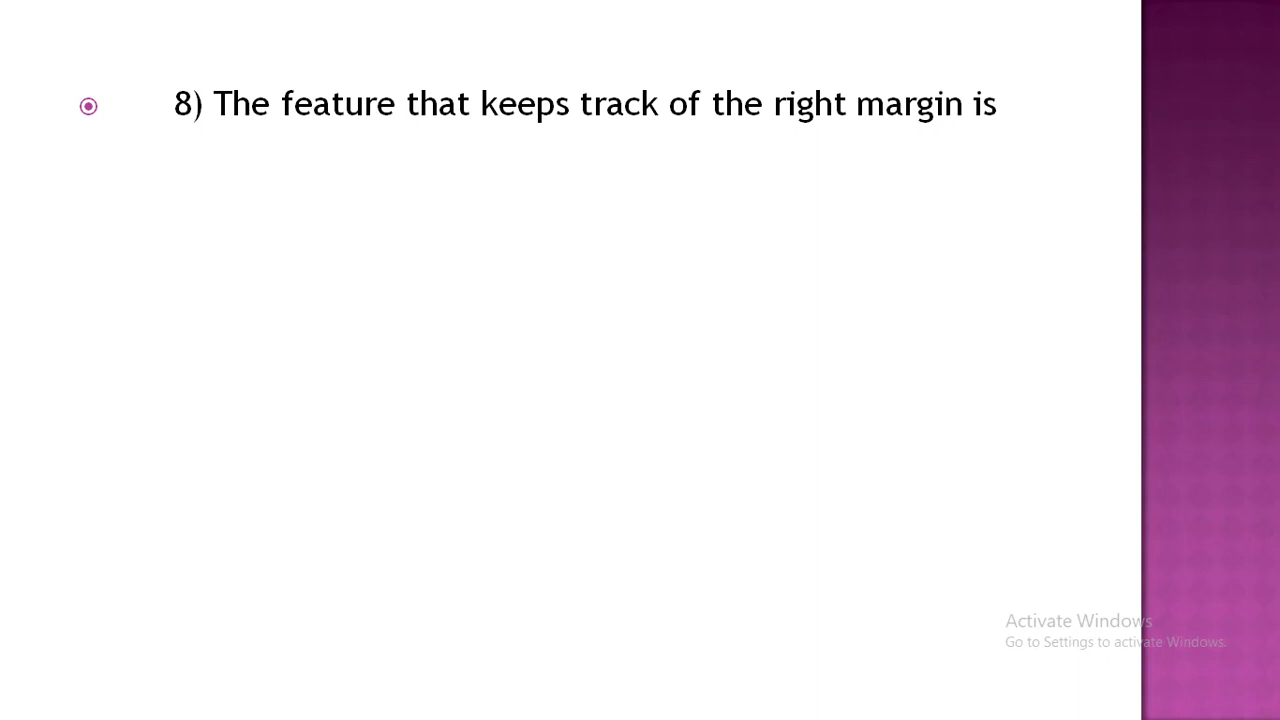 8) The feature that keeps track of the right margin is
Activate Windows
Go to Settings to activate Windows.